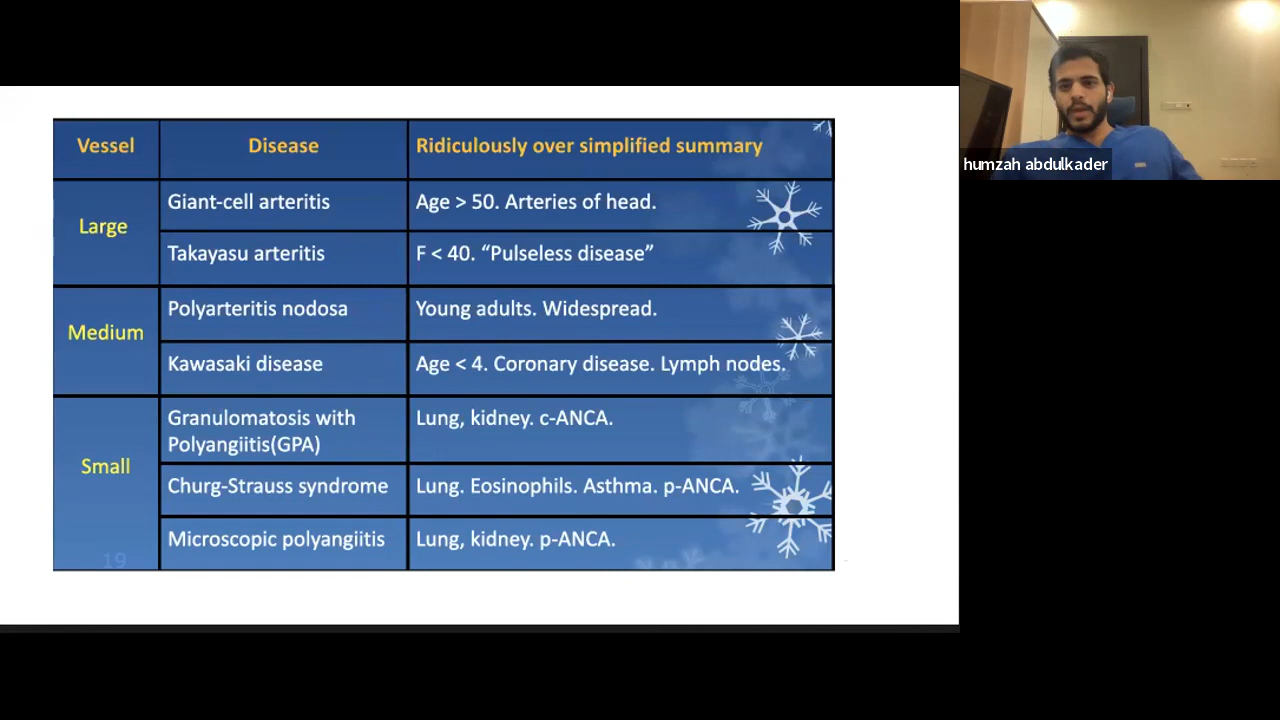 Vessel Disease Ridiculously over simplified summary
Large
Giant-cell arteritis Age > 50. Arteries of head.
Takayasu arteritis F < 40. “Pulseless disease”
Medium
Polyarteritis nodosa Young adults. Widespread.
Kawasaki disease Age < 4. Coronary disease. Lymph nodes.
Small
Granulomatosis with
Polyangiitis(GPA)
Lung, kidney. c-ANCA.
Churg-Strauss syndrome Lung. Eosinophils. Asthma. p-ANCA.
Microscopic polyangiitis Lung, kidney. p-ANCA.
19
humzah abdulkader